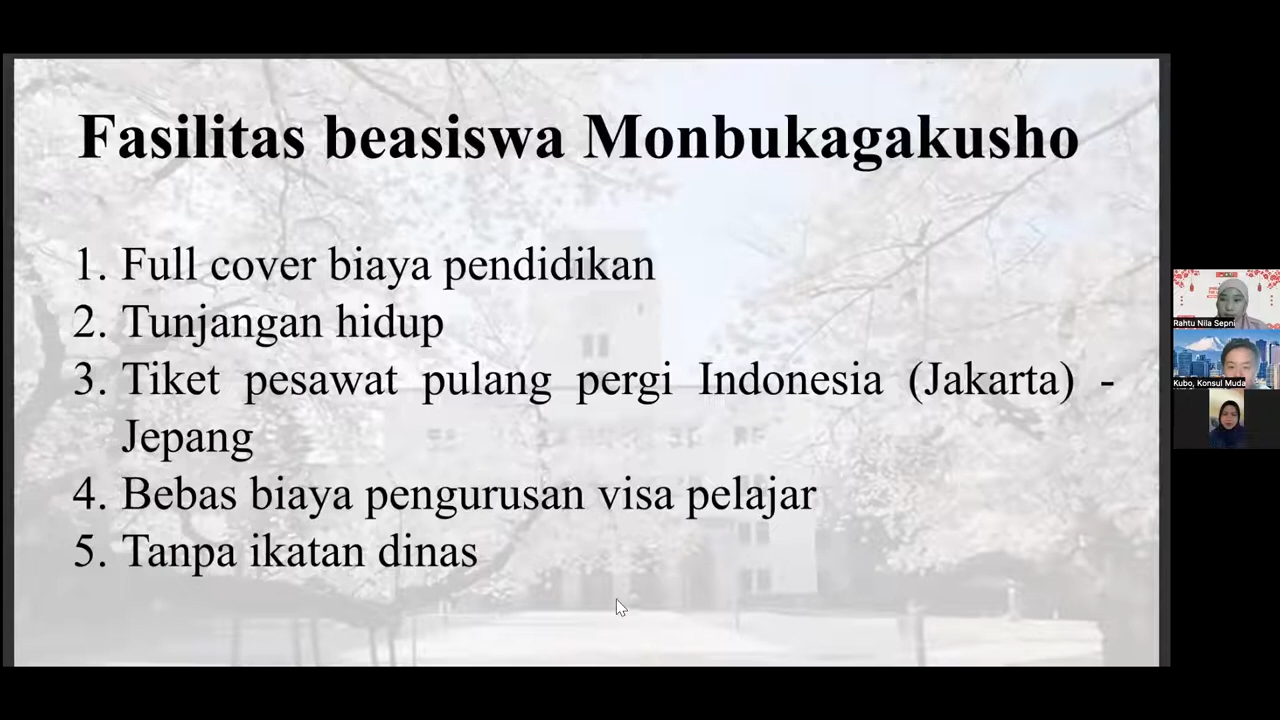 Fasilitas beasiswa Monbukagakusho
1. Full cover biaya pendidikan
2. Tunjangan hidup
3. Tiket pesawat pulang pergi Indonesia (Jakarta) -
Jepang
4. Bebas biaya pengurusan visa pelajar
5. Tanpa ikatan dinas
Rahtu Nila Sepni
Kubo, Konsul Muda